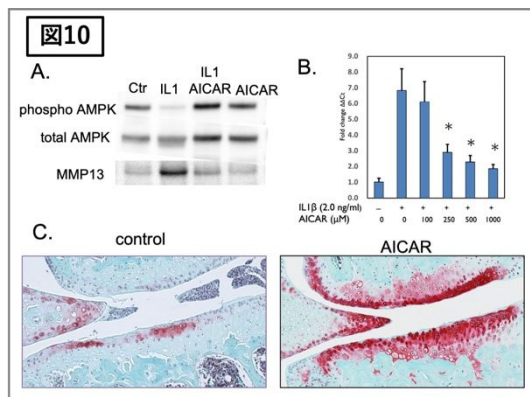 図10
A.
IL1
Ctr IL1 AICAR AICAR
phospho AMPK
total AMPK
MMP13
B.
Fold change ΔΔCt
9.0
8.0
7.0
6.0
5.0
4.0
3.0
2.0
1.0
0.0
* * *
IL1β (2.0 ng/ml) – + + + + +
AICAR (μM) 0 0 100 250 500 1000
C.
control
AICAR